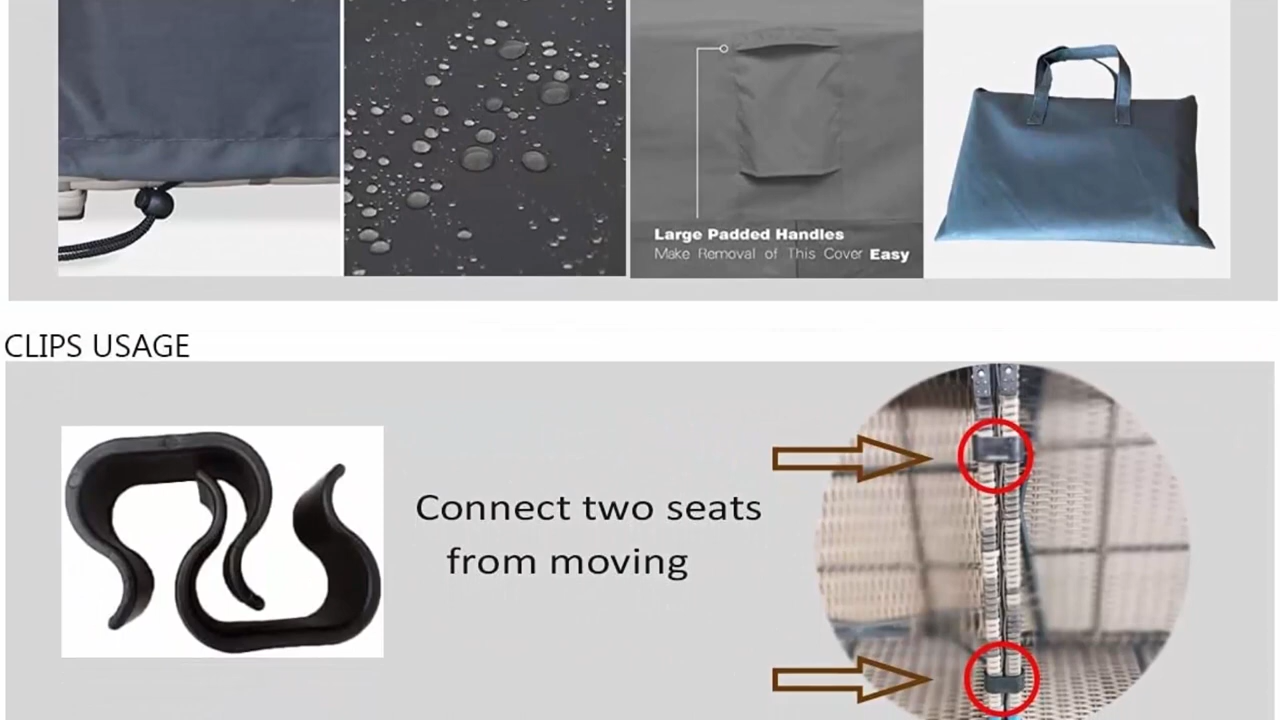 Large Padded Handles
Make Removal of This Cover Easy
CLIPS USAGE
Connect two seats
from moving